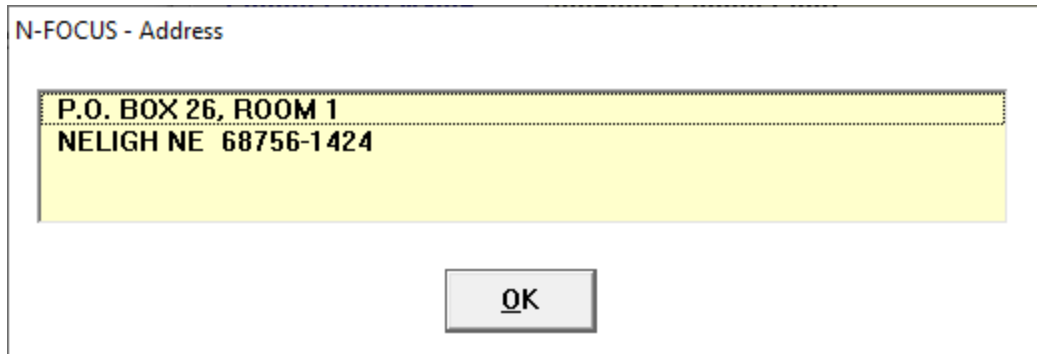 N-FOCUS - Address
P.O. BOX 26, ROOM 1
NELIGH NE 68756-1424
OK